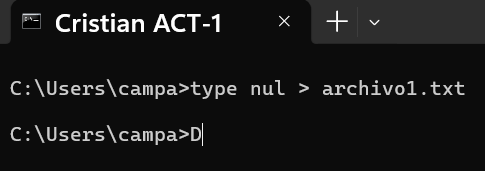 Cristian ACT-1
C:\Users\campa>type nul > archivo1.txt
C:\Users\campa>D